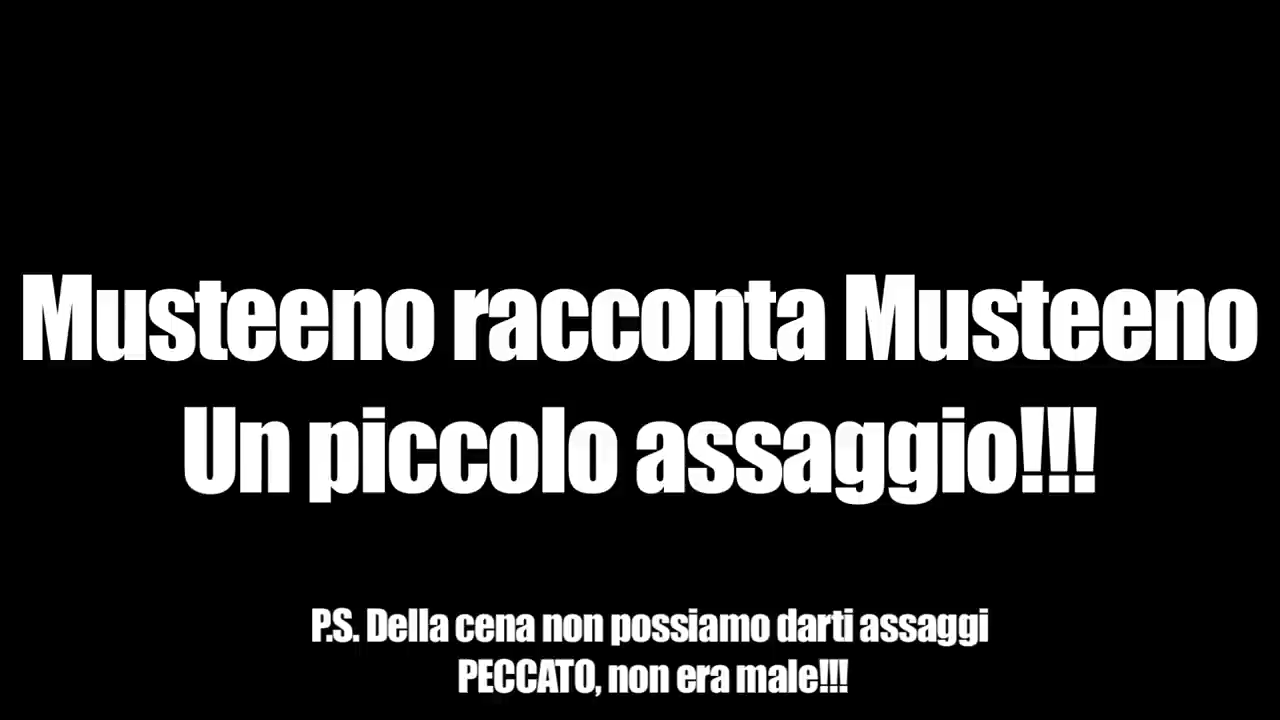 Musteeno racconta Musteeno
Un piccolo assaggio!!!
P.S. Della cena non possiamo darti assaggi
PECCATO, non era male!!!